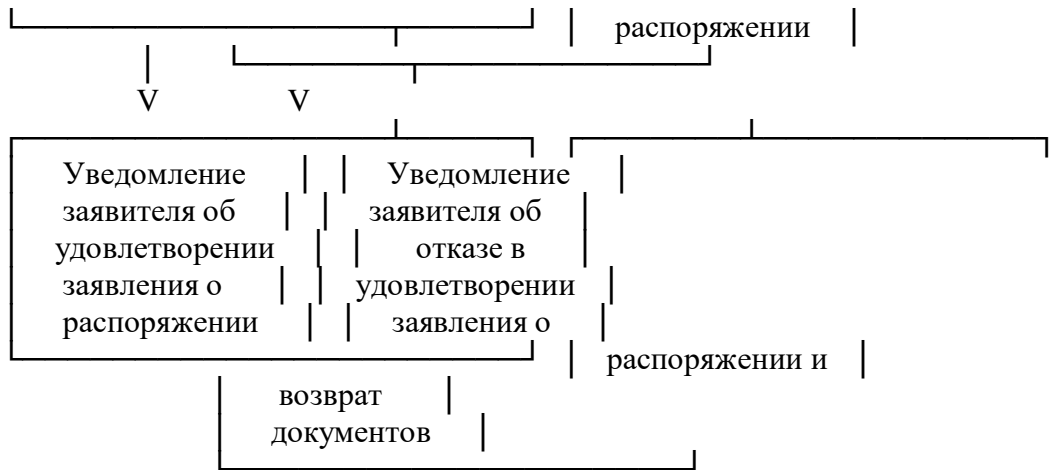 распоряжении
V V
Уведомление Уведомление
заявителя об заявителя об
удовлетворении отказе в
заявления о удовлетворении
распоряжении заявления о
распоряжении и
возврат
документов